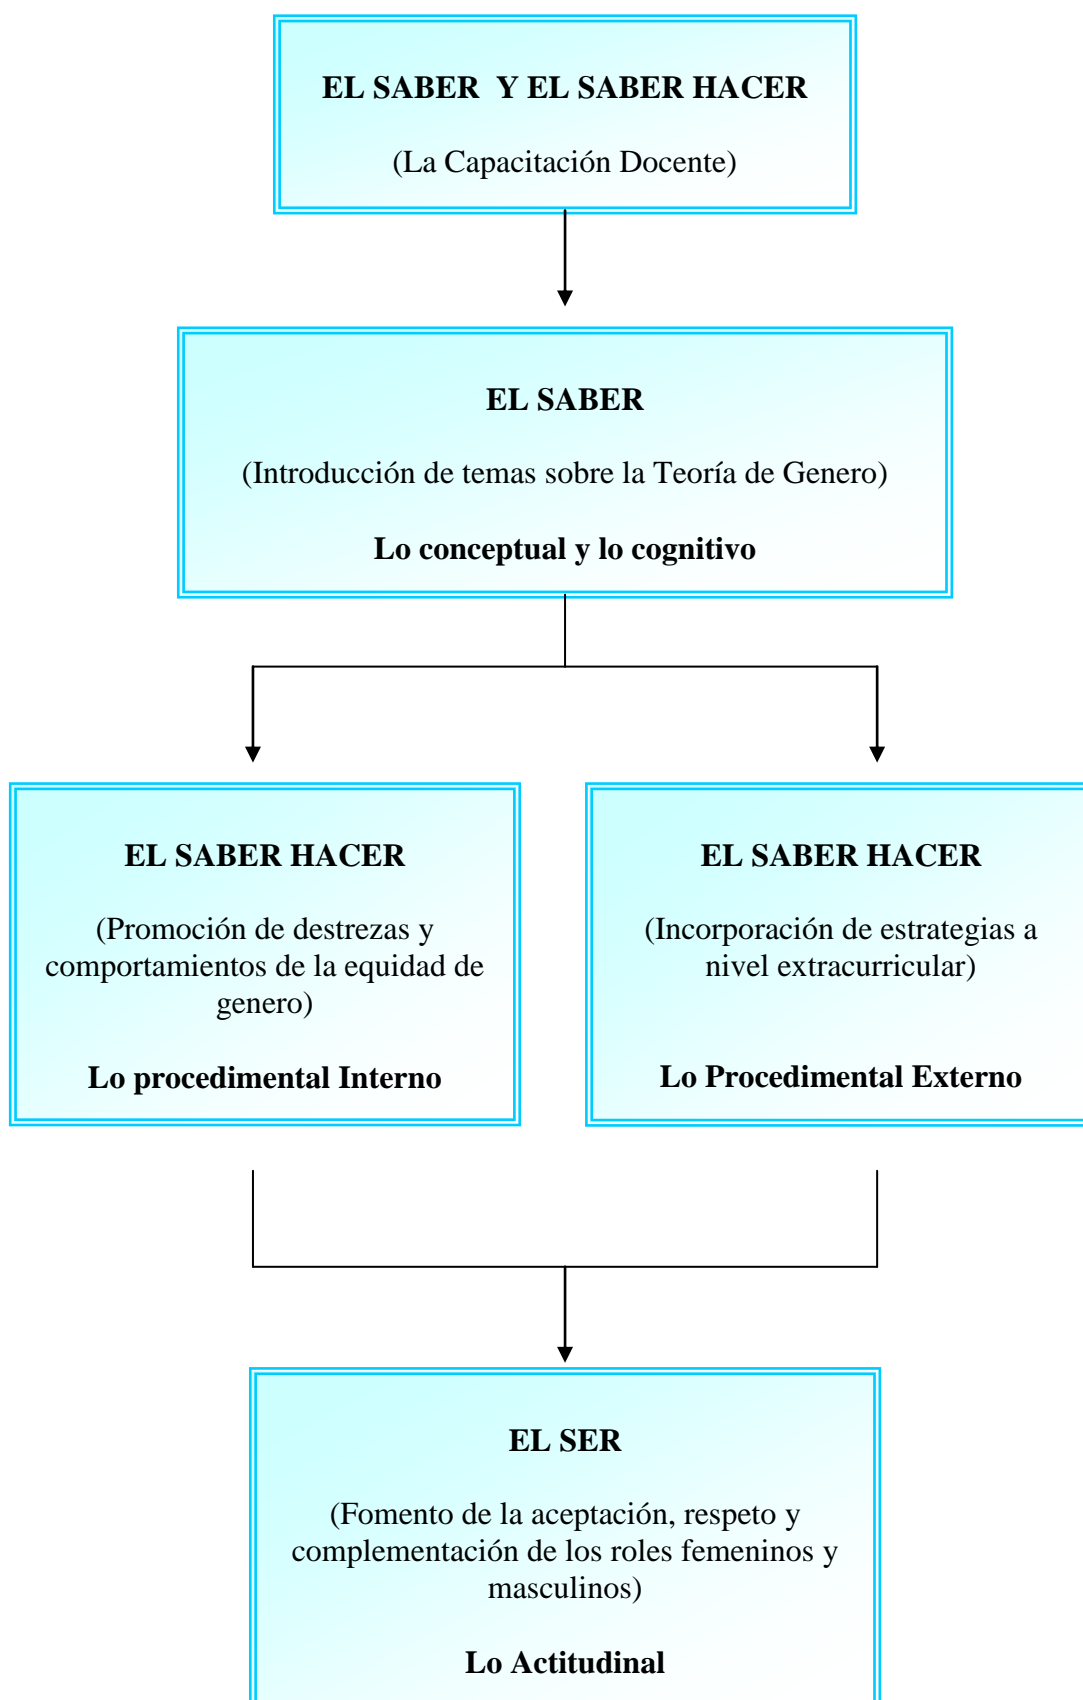 EL SABER Y EL SABER HACER
(La Capacitación Docente)
EL SABER
(Introducción de temas sobre la Teoría de Genero)
Lo conceptual y lo cognitivo
EL SABER HACER
(Promoción de destrezas y
comportamientos de la equidad de
genero)
Lo procedimental Interno
EL SABER HACER
(Incorporación de estrategias a
nivel extracurricular)
Lo Procedimental Externo
EL SER
(Fomento de la aceptación, respeto y
complementación de los roles femeninos y
masculinos)
Lo Actitudinal